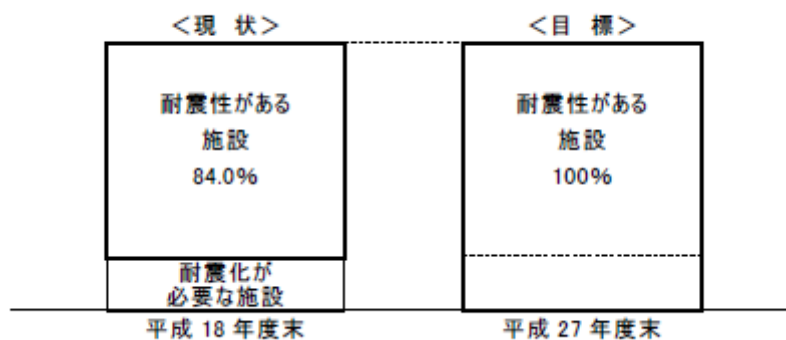 ＜現 状＞
＜目 標＞
耐震性がある
施設
84.0%
耐震性がある
施設
100%
耐震化が
必要な施設
平成 18 年度末
平成 27 年度末